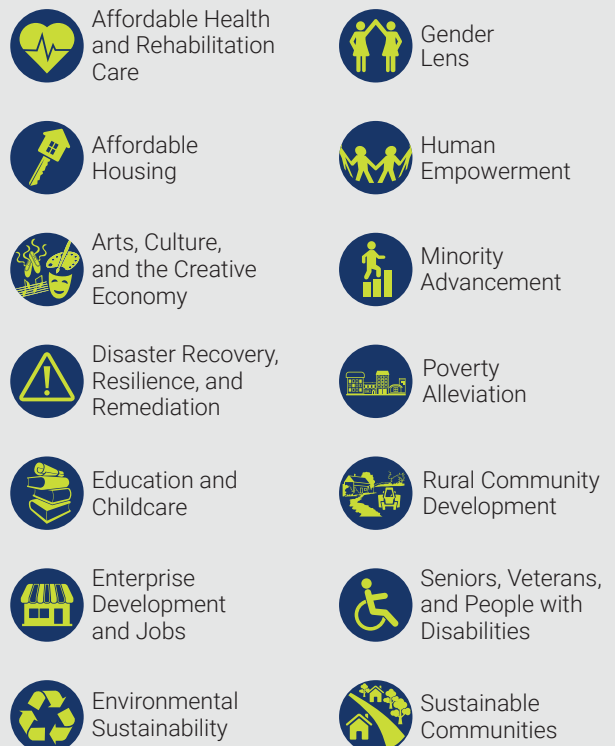 Affordable Health
and Rehabilitation
Care
Affordable
Housing
Arts, Culture,
and the Creative
Economy
Disaster Recovery,
Resilience, and
Remediation
Education and
Childcare
Enterprise
Development
and Jobs
Environmental
Sustainability
Gender
Lens
Human
Empowerment
Minority
Advancement
Poverty
Alleviation
Rural Community
Development
Seniors, Veterans,
and People with
Disabilities
Sustainable
Communities